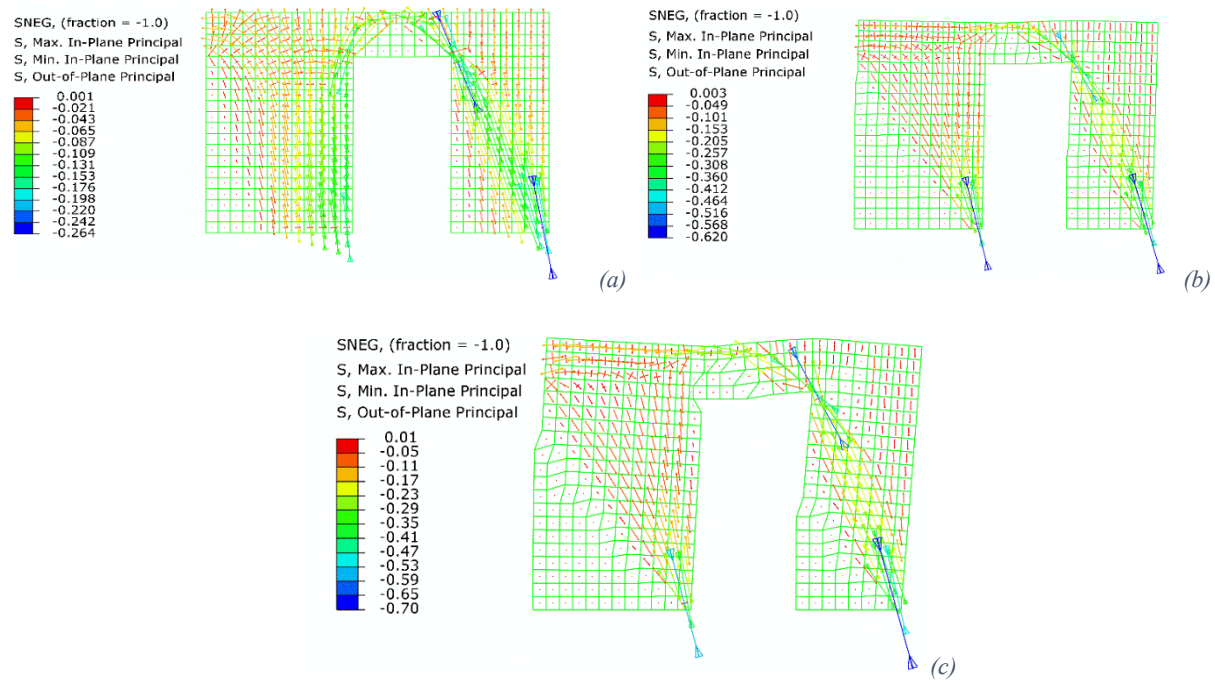 SNEG, (fraction = -1.0)
S, Max. In-Plane Principal
S, Min. In-Plane Principal
S, Out-of-Plane Principal
0.001
-0.021
-0.043
-0.065
-0.087
-0.109
-0.131
-0.153
-0.176
-0.198
-0.220
-0.242
-0.264
(a)
SNEG, (fraction = -1.0)
S, Max. In-Plane Principal
S, Min. In-Plane Principal
S, Out-of-Plane Principal
0.003
-0.049
-0.101
-0.153
-0.205
-0.257
-0.308
-0.360
-0.412
-0.464
-0.516
-0.568
-0.620
(b)
SNEG, (fraction = -1.0)
S, Max. In-Plane Principal
S, Min. In-Plane Principal
S, Out-of-Plane Principal
0.01
-0.05
-0.11
-0.17
-0.23
-0.29
-0.35
-0.41
-0.47
-0.53
-0.59
-0.65
-0.70
(c)